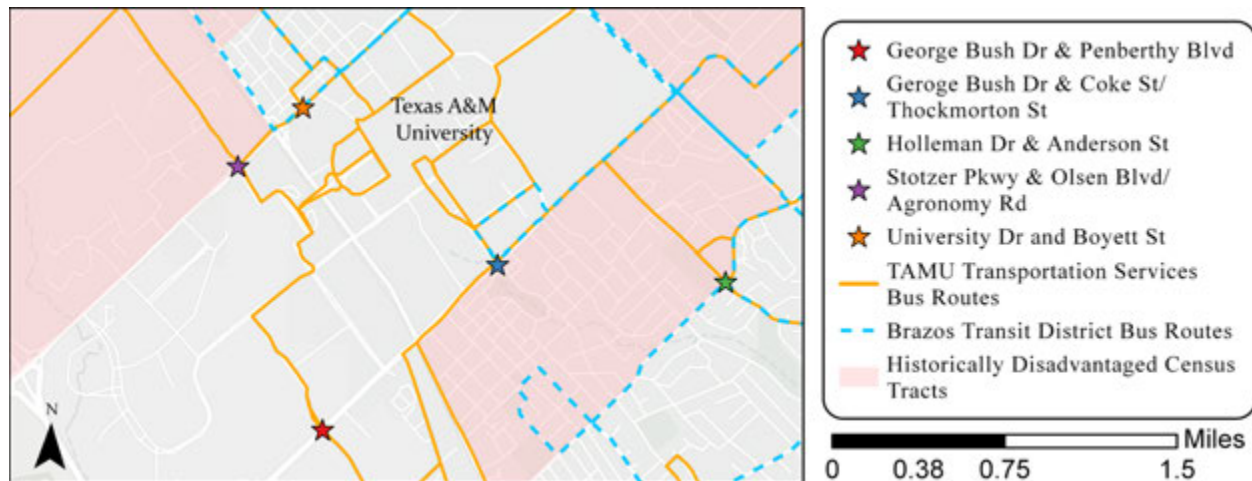 Texas A&M
University
N
George Bush Dr & Penberthy Blvd
Geroge Bush Dr & Coke St/
Thockmorton St
Holleman Dr & Anderson St
Stotzer Pkwy & Olsen Blvd/
Agronomy Rd
University Dr and Boyett St
TAMU Transportation Services
Bus Routes
Brazos Transit District Bus Routes
Historically Disadvantaged Census
Tracts
Miles
0 0.38 0.75 1.5